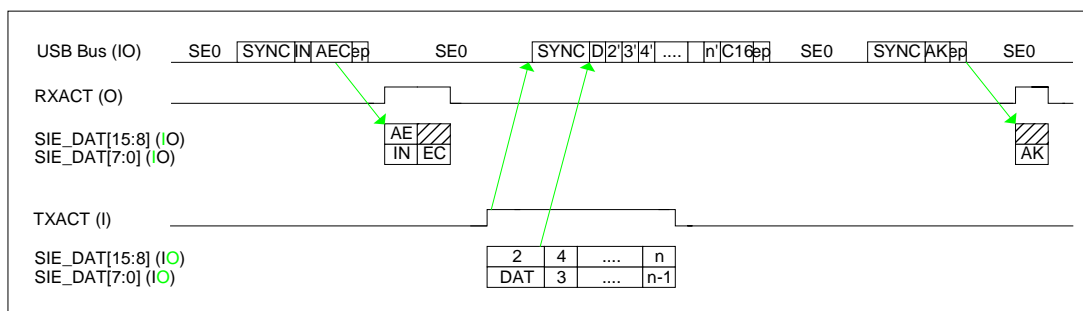 USB Bus (IO) SE0 SYNC IN AEC ep SE0 SYNC D 2' 3' 4' .... n' C16 ep SE0 SYNC AK ep SE0
RXACT (O)
SIE_DAT[15:8] (IO) AE
SIE_DAT[7:0] (IO) IN EC AK
TXACT (I)
SIE_DAT[15:8] (IO) 2 4 .... n
SIE_DAT[7:0] (IO) DAT 3 .... n-1